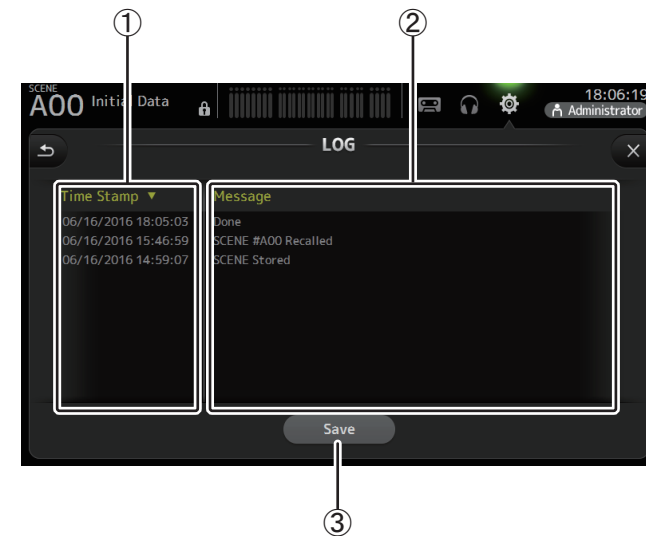 ① ②
SCENE
A00 Initial Data 18:06:19
Administrator
LOG
Time Stamp ▼ Message
06/16/2016 18:05:03 Done
06/16/2016 15:46:59 SCENE #A00 Recalled
06/16/2016 14:59:07 SCENE Stored
Save
③